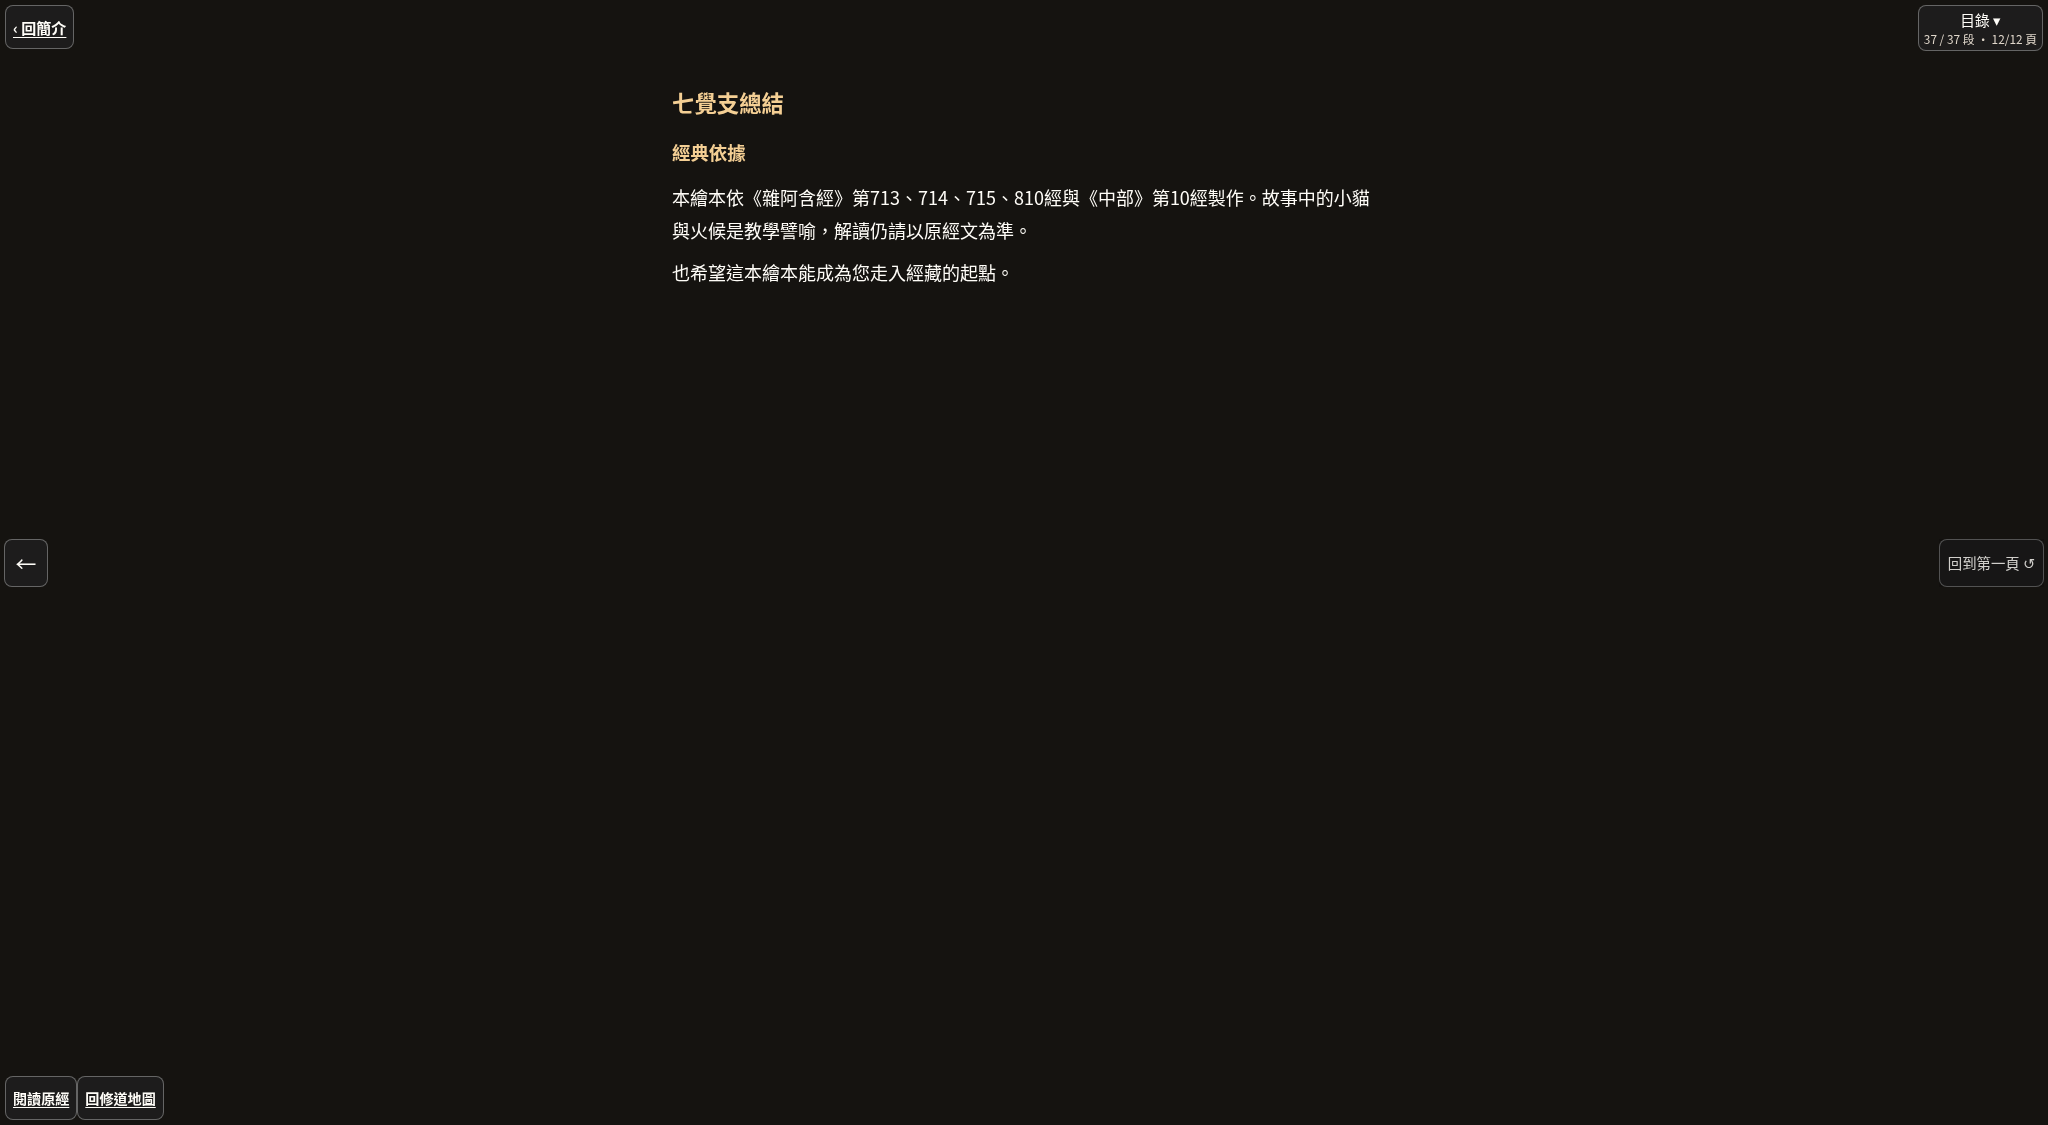 ‹ 回簡介
目錄 ▾
37 / 37 段 · 12/12 頁
七覺支總結
經典依據
本繪本依《雜阿含經》第713、714、715、810經與《中部》第10經製作。故事中的小貓
與火候是教學譬喻，解讀仍請以原經文為準。
也希望這本繪本能成為您走入經藏的起點。
←
回到第一頁 ↺
閱讀原經
回修道地圖